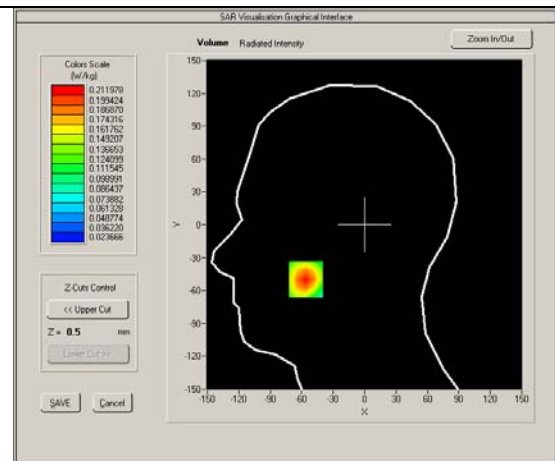 SAR Visualisation Graphical Interface
Volume Radiated Intensity
Zoom In/Out
Colors Scale
(W/kg)
0.211979
0.199424
0.186870
0.174316
0.161762
0.149207
0.136653
0.124099
0.111545
0.098991
0.086437
0.073882
0.061328
0.048774
0.036220
0.023666
Z-Cuts Control
<< Upper Cut
Z = 0.5 mm
Lower Cut >>
SAVE Cancel
150
120
90
60
30
0
-30
-60
-90
-120
-150
Y
-150 -120 -90 -60 -30 0 30 60 90 120 150
X